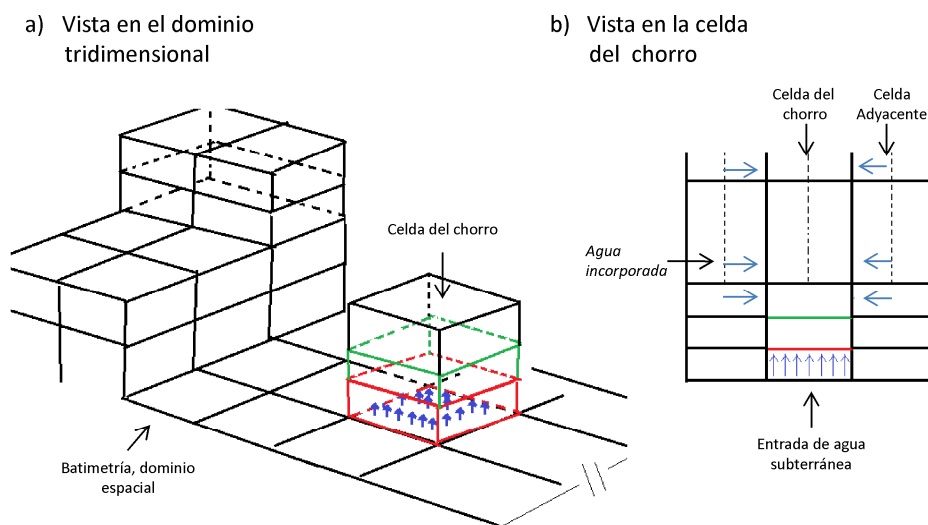 a) Vista en el dominio
tridimensional
b) Vista en la celda
del chorro
Celda del chorro
Batimetría, dominio
espacial
Celda del
chorro
Celda
Adyacente
Agua
incorporada
Entrada de agua
subterránea